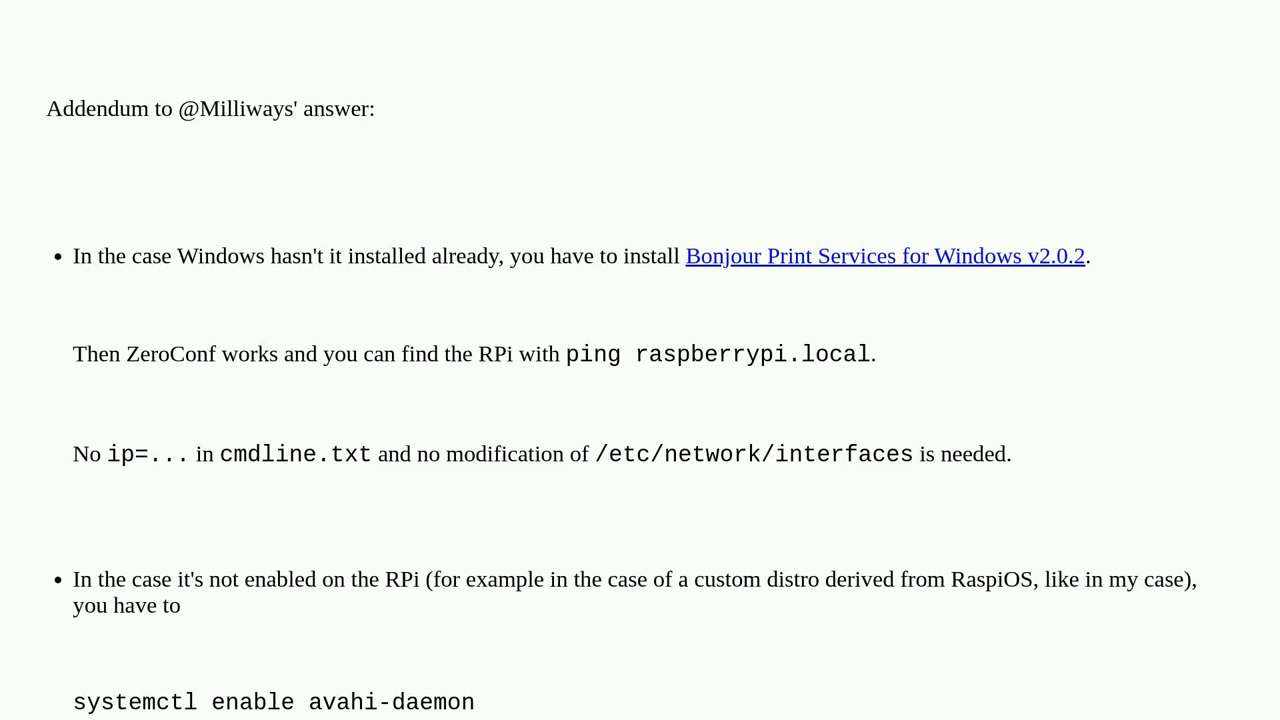 Addendum to @Milliways' answer:
• In the case Windows hasn't it installed already, you have to install Bonjour Print Services for Windows v2.0.2.
Then ZeroConf works and you can find the RPi with ping raspberrypi.local.
No ip=... in cmdline.txt and no modification of /etc/network/interfaces is needed.
• In the case it's not enabled on the RPi (for example in the case of a custom distro derived from RaspiOS, like in my case),
you have to
systemctl enable avahi-daemon